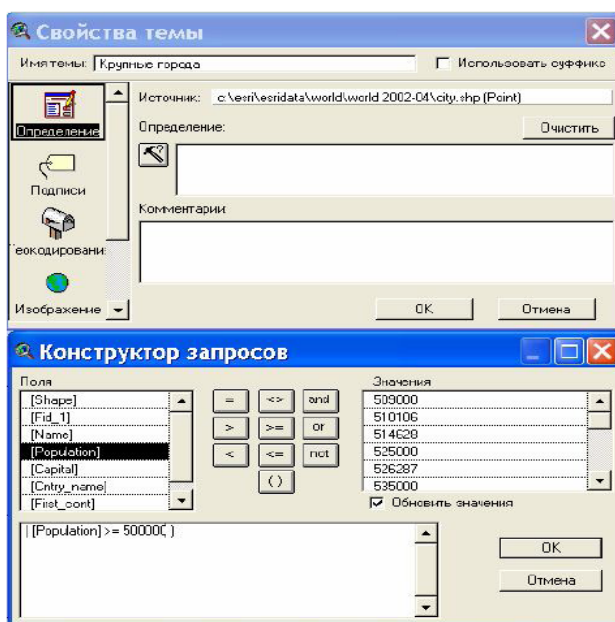 Свойства темы
Имя темы: Крупные города
Использовать суффикс
Определение
Подписи
еокодировани
Изображение
Источник: c:\esri\esridata\world\world 2002-04\city.shp (Point)
Определение:
Очистить
Комментарии
OK
Отмена
Конструктор запросов
Поля
[Shape]
[Fid_1]
[Name]
[Population]
[Capital]
[Cntry_name]
[First_cont]
= <> and
> >= or
< <= not
( )
Значения
509000
510106
514628
525000
526287
535000
Обновить значения
( [Population] >= 500000 )
OK
Отмена